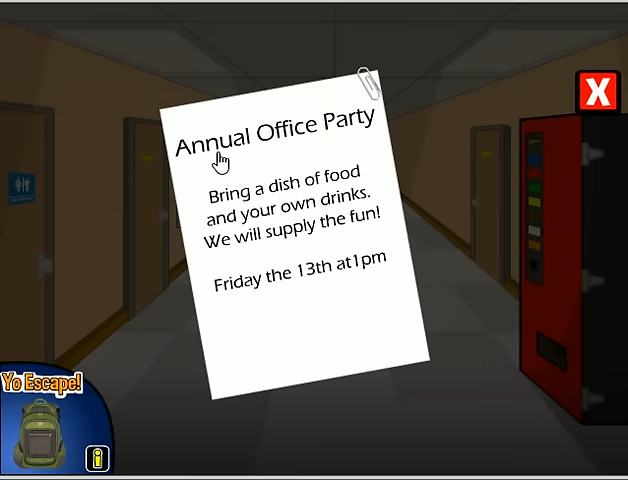 Annual Office Party
Bring a dish of food
and your own drinks.
We will supply the fun!
Friday the 13th at1pm
X
Yo Escape!
i